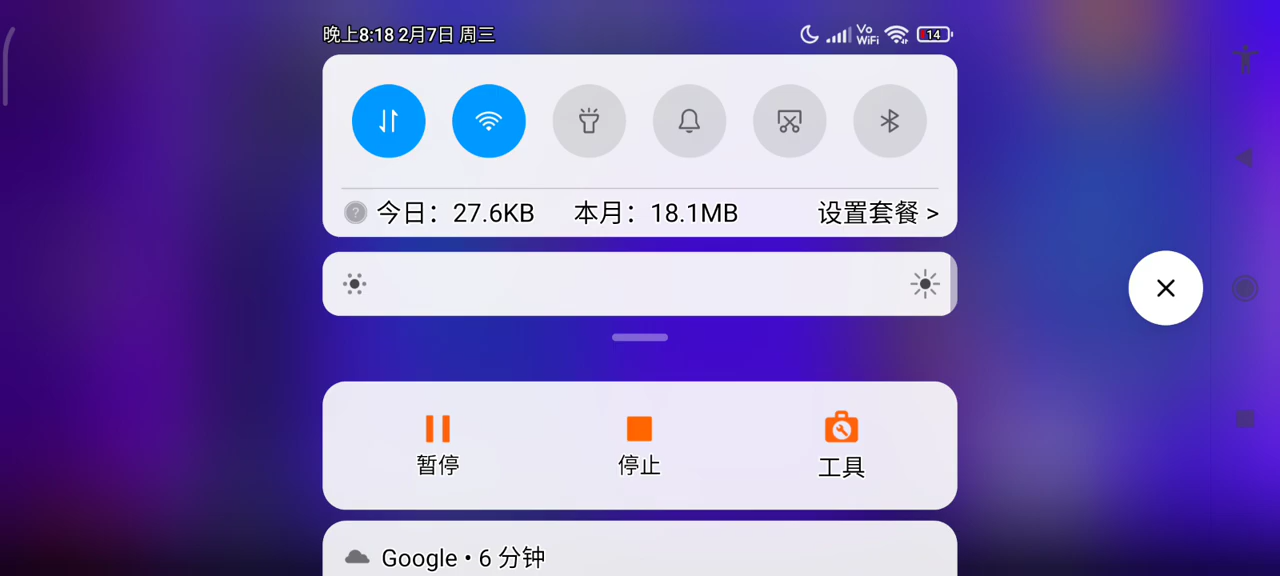 晚上8:18 2月7日 周三
Vo
WiFi
14
今日：27.6KB 本月：18.1MB 设置套餐 >
暂停 停止 工具
Google • 6 分钟